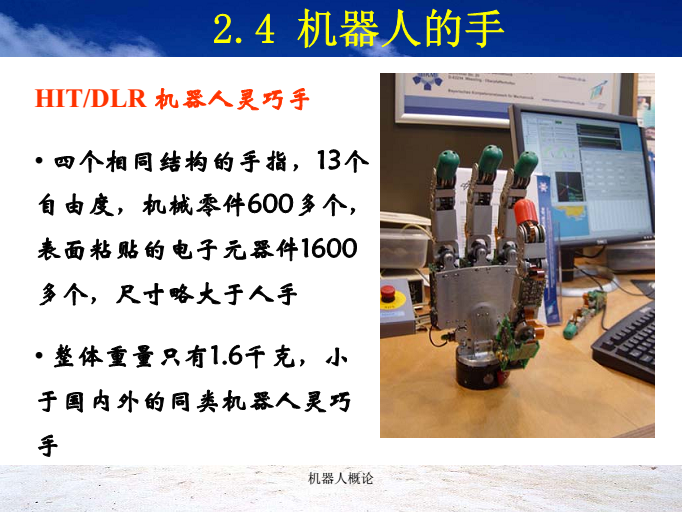 2.4 机器人的手
HIT/DLR 机器人灵巧手
• 四个相同结构的手指，13个
自由度，机械零件600多个，
表面粘贴的电子元器件1600
多个，尺寸略大于人手
• 整体重量只有1.6千克，小
于国内外的同类机器人灵巧
手
机器人概论